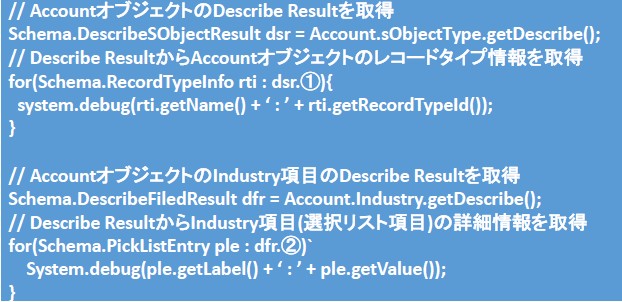 // AccountオブジェクトのDescribe Resultを取得
Schema.DescribeSObjectResult dsr = Account.sObjectType.getDescribe();
// Describe ResultからAccountオブジェクトのレコードタイプ情報を取得
for(Schema.RecordTypeInfo rti : dsr.①){
system.debug(rti.getName() + ‘ : ’ + rti.getRecordTypeId());
}
// AccountオブジェクトのIndustry項目のDescribe Resultを取得
Schema.DescribeFiledResult dfr = Account.Industry.getDescribe();
// Describe ResultからIndustry項目(選択リスト項目)の詳細情報を取得
for(Schema.PickListEntry ple : dfr.②)`
System.debug(ple.getLabel() + ‘ : ’ + ple.getValue());
}